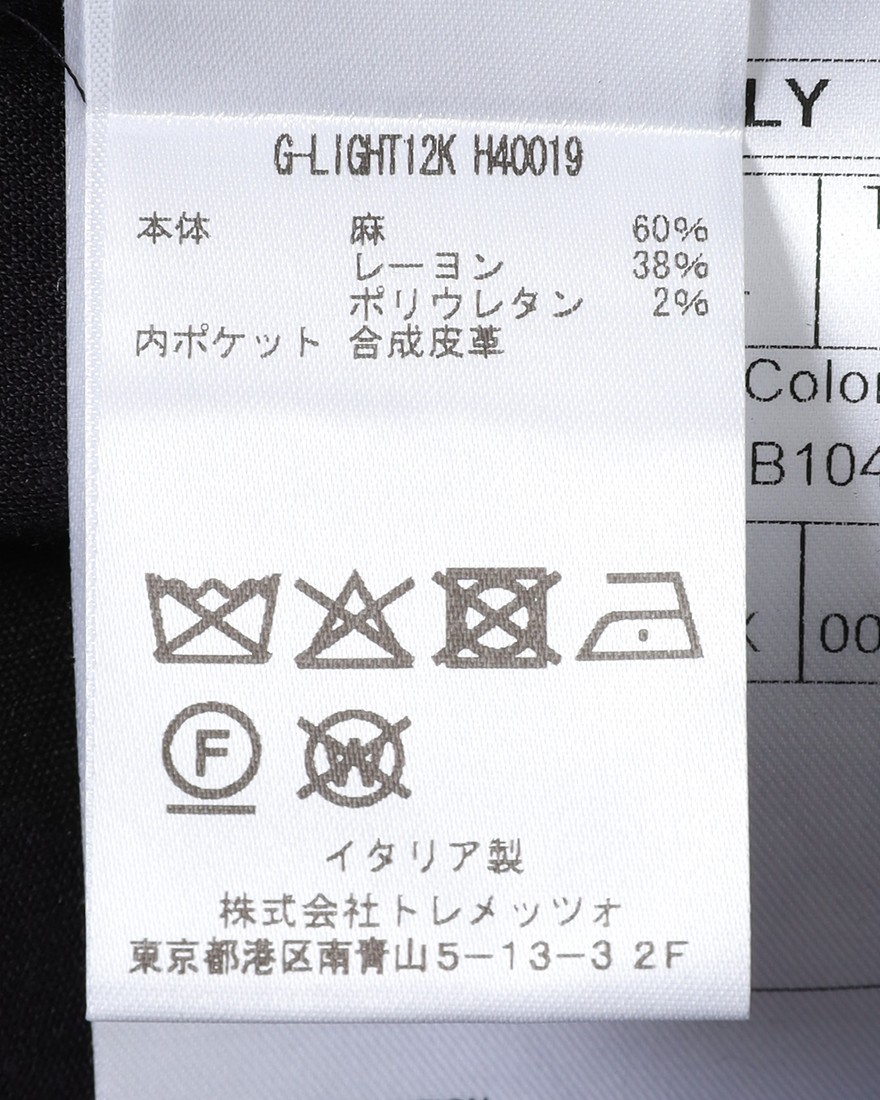 G-LIGHT12K H40019
本体 麻 60%
レーヨン 38%
ポリウレタン 2%
内ポケット 合成皮革
F W
イタリア製
株式会社トレメッツォ
東京都港区南青山5-13-3 2F
LY
Color
B104
00